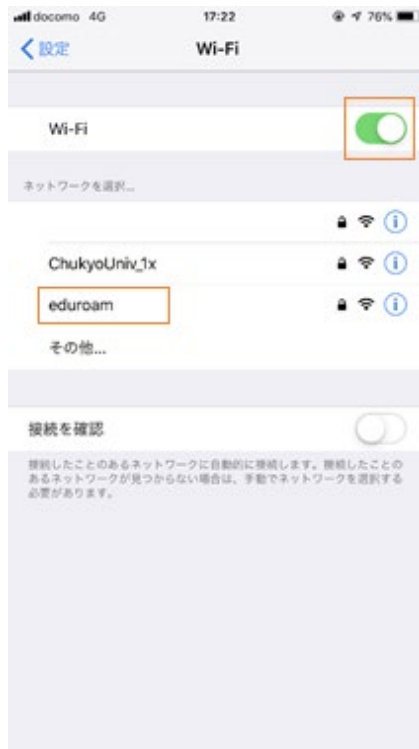 docomo 4G 17:22 76%
設定 Wi-Fi
Wi-Fi
ネットワークを選択...
ChukyoUniv_1x
eduroam
その他...
接続を確認
接続したことのあるネットワークに自動的に接続します。接続したことの
あるネットワークが見つからない場合は、手動でネットワークを選択する
必要があります。